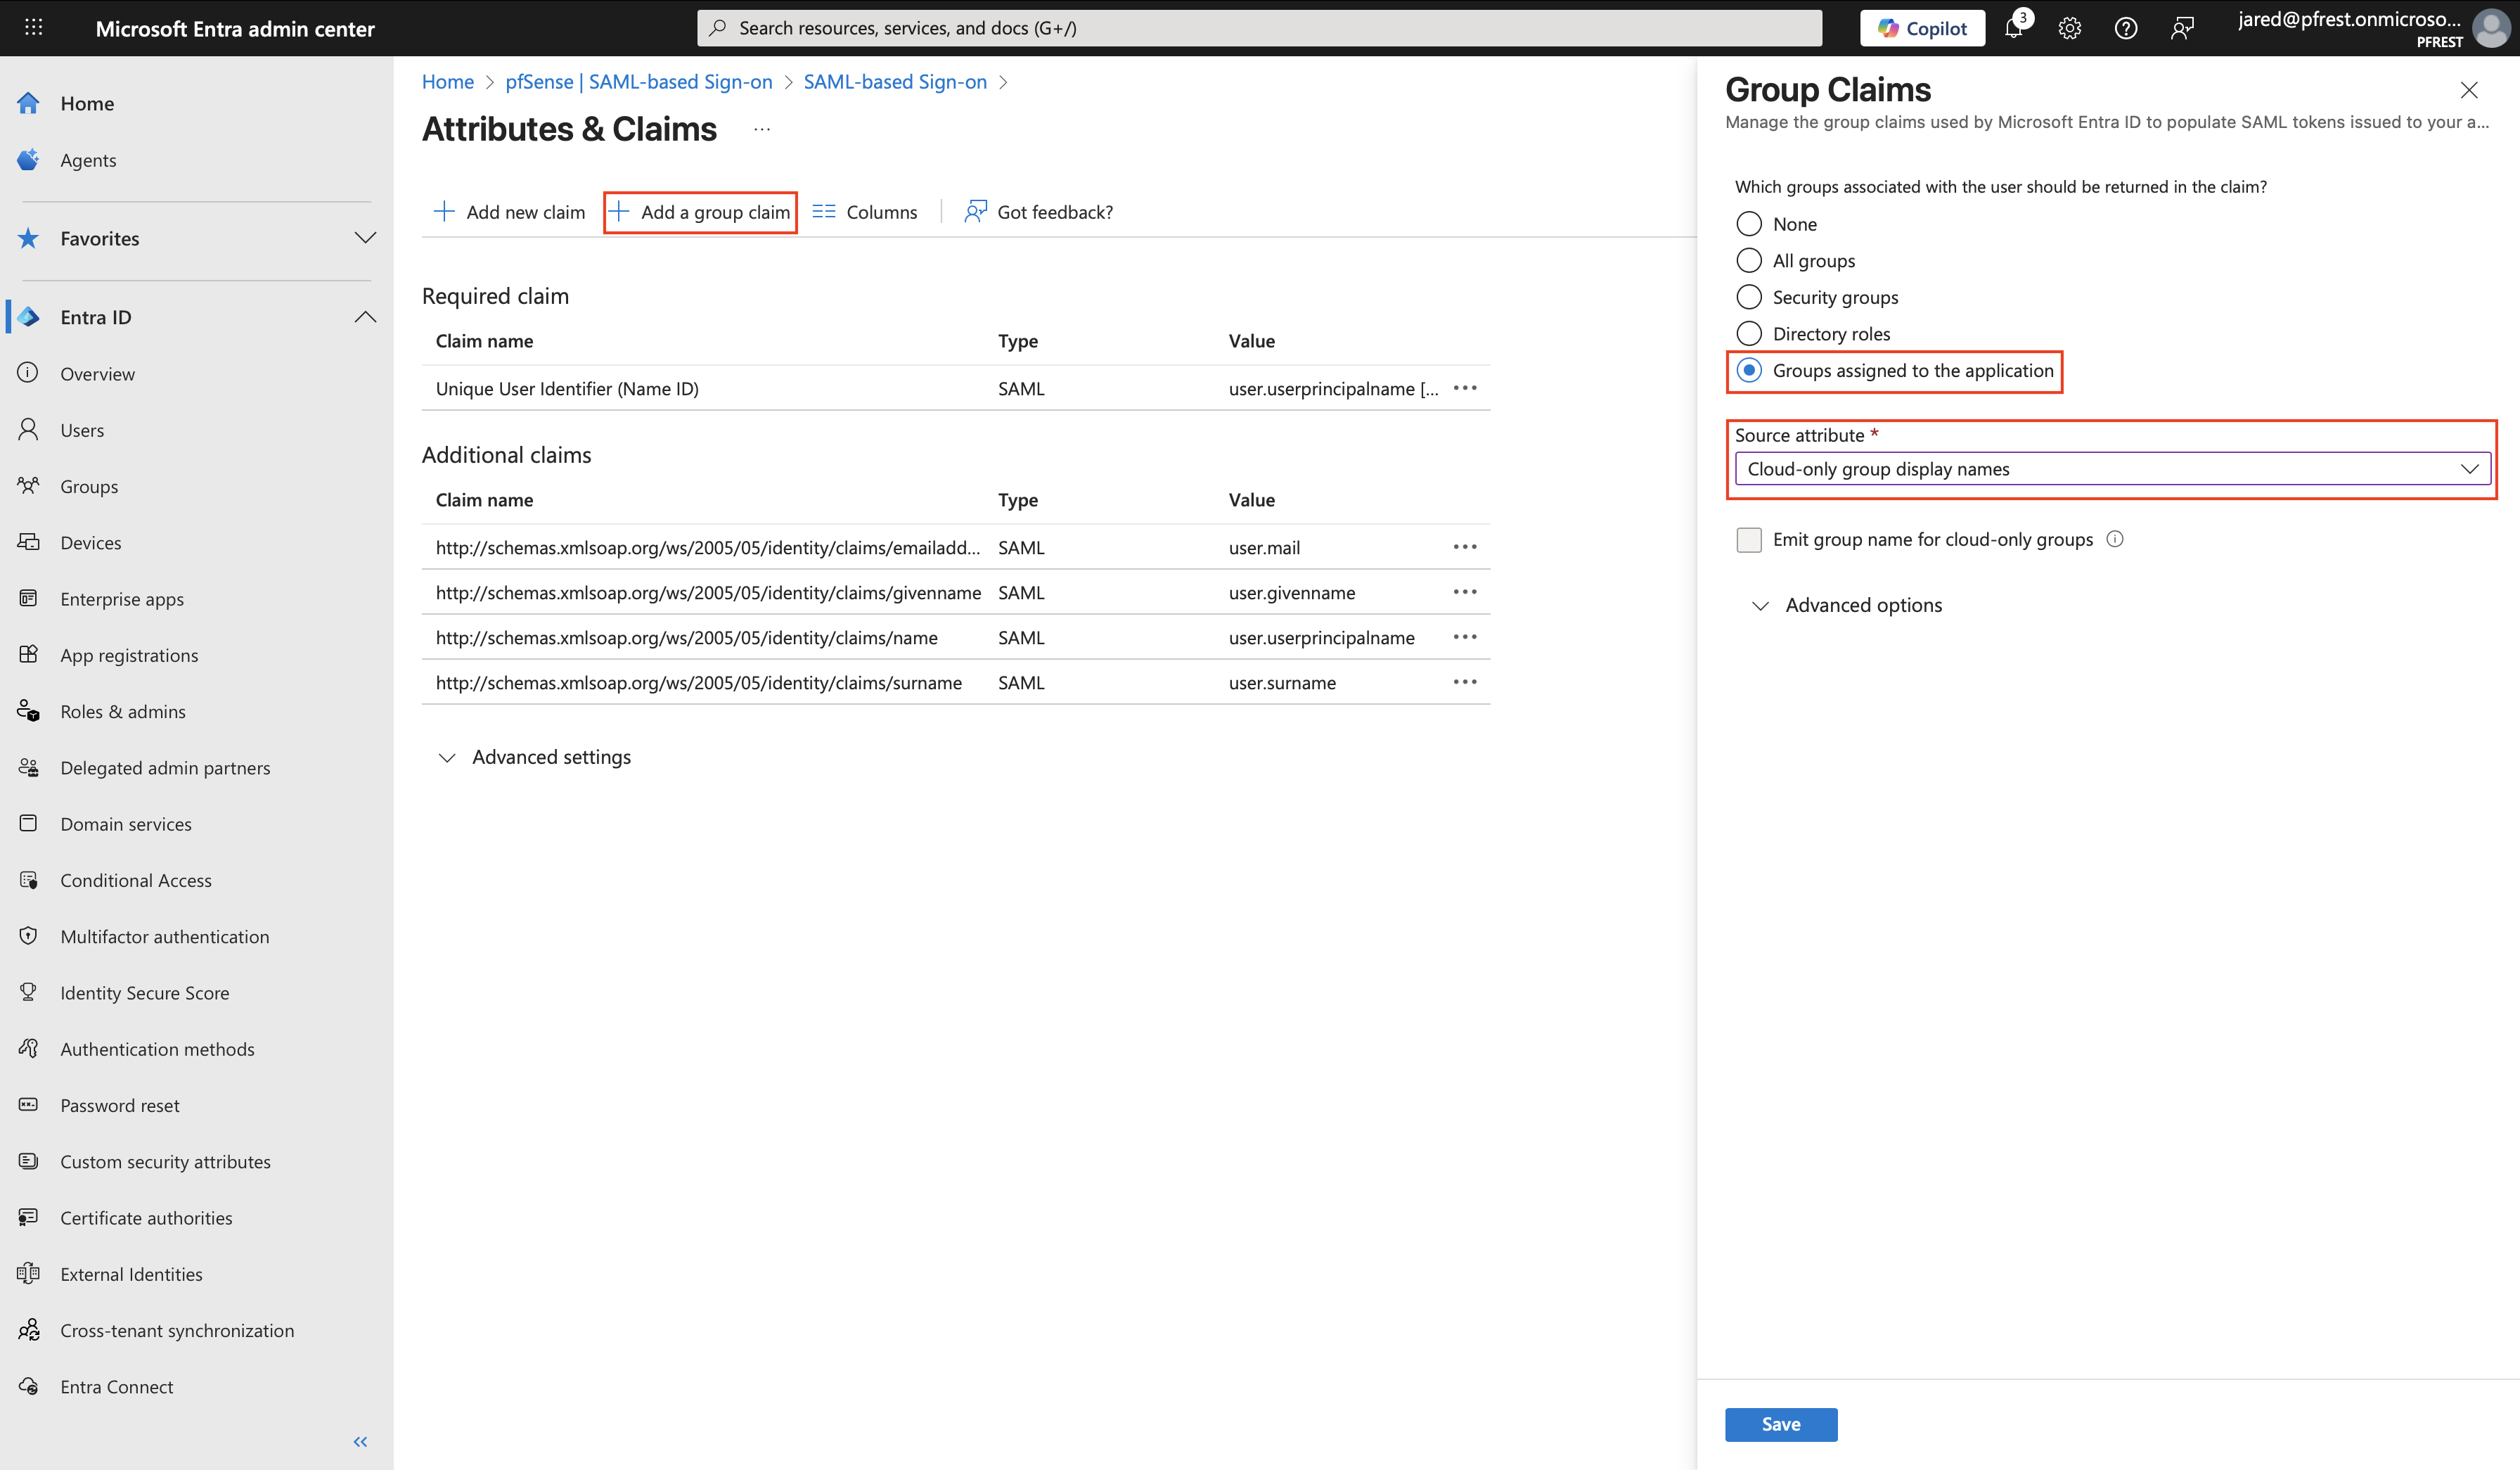 Microsoft Entra admin center
Search resources, services, and docs (G+/)
Copilot
3
jared@pfrest.onmicroso...
PFREST
Home
Agents
Favorites
Entra ID
Overview
Users
Groups
Devices
Enterprise apps
App registrations
Roles & admins
Delegated admin partners
Domain services
Conditional Access
Multifactor authentication
Identity Secure Score
Authentication methods
Password reset
Custom security attributes
Certificate authorities
External Identities
Cross-tenant synchronization
Entra Connect
Home > pfSense | SAML-based Sign-on > SAML-based Sign-on >
Attributes & Claims ...
Add new claim Add a group claim Columns Got feedback?
Required claim
Claim name Type Value
Unique User Identifier (Name ID) SAML user.userprincipalname [...
Additional claims
Claim name Type Value
http://schemas.xmlsoap.org/ws/2005/05/identity/claims/emailadd... SAML user.mail
http://schemas.xmlsoap.org/ws/2005/05/identity/claims/givenname SAML user.givenname
http://schemas.xmlsoap.org/ws/2005/05/identity/claims/name SAML user.userprincipalname
http://schemas.xmlsoap.org/ws/2005/05/identity/claims/surname SAML user.surname
Advanced settings
Group Claims
Manage the group claims used by Microsoft Entra ID to populate SAML tokens issued to your a...
Which groups associated with the user should be returned in the claim?
None
All groups
Security groups
Directory roles
Groups assigned to the application
Source attribute *
Cloud-only group display names
Emit group name for cloud-only groups
Advanced options
Save